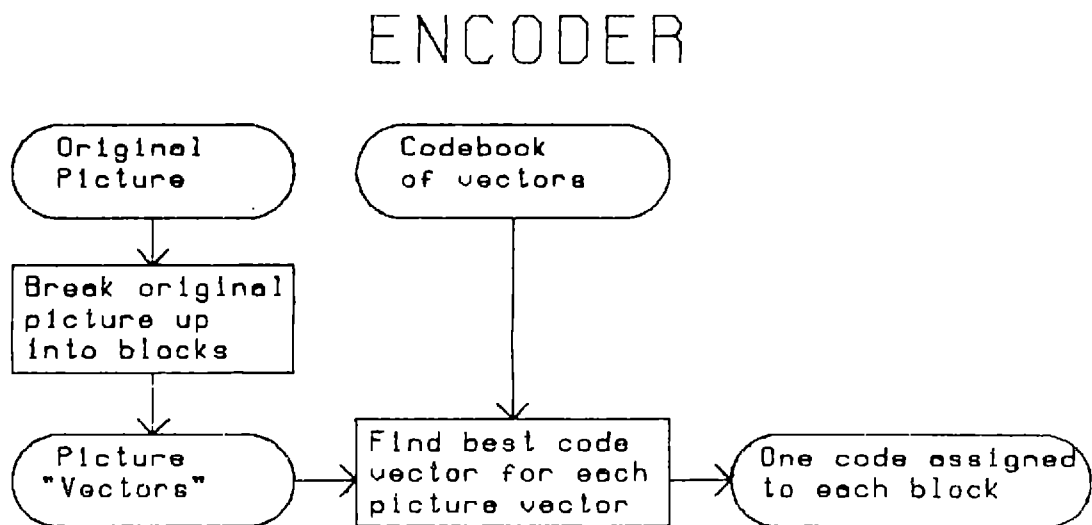 ENCODER
Original
Picture
Codebook
of vectors
Break original
picture up
into blocks
Picture
"Vectors"
Find best code
vector for each
picture vector
One code assigned
to each block